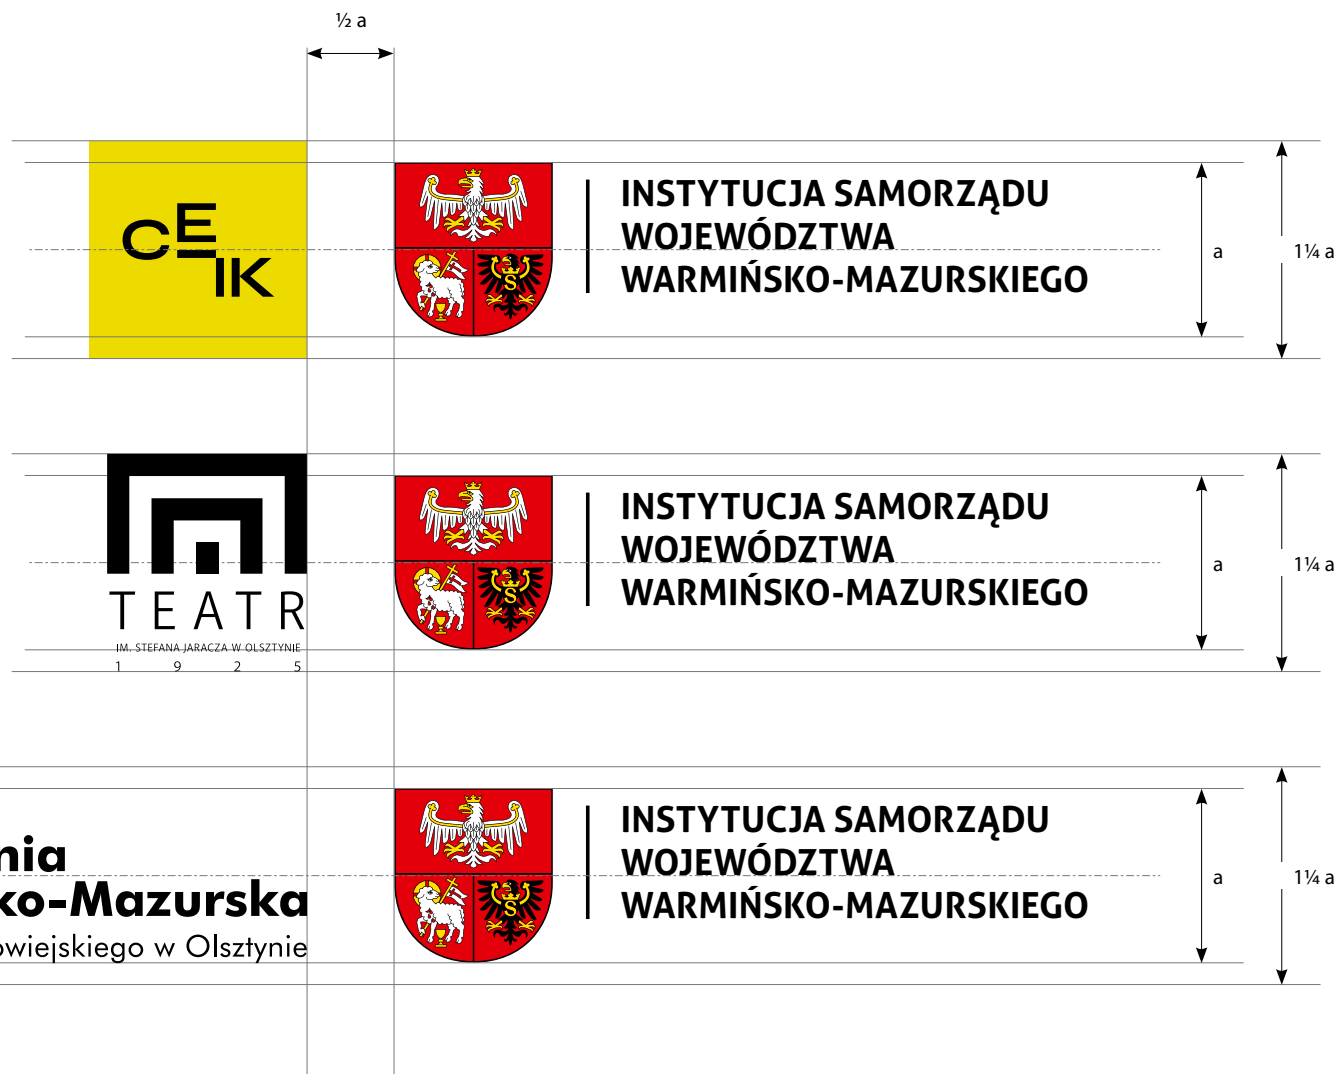 ½ a
CE
IK
INSTYTUCJA SAMORZĄDU
WOJEWÓDZTWA
WARMIŃSKO-MAZURSKIEGO
a
1¼ a
TEATR
IM. STEFANA JARACZA W OLSZTYNIE
1 9 2 5
INSTYTUCJA SAMORZĄDU
WOJEWÓDZTWA
WARMIŃSKO-MAZURSKIEGO
a
1¼ a
nia
ko-Mazurska
owiejskiego w Olsztynie
INSTYTUCJA SAMORZĄDU
WOJEWÓDZTWA
WARMIŃSKO-MAZURSKIEGO
a
1¼ a